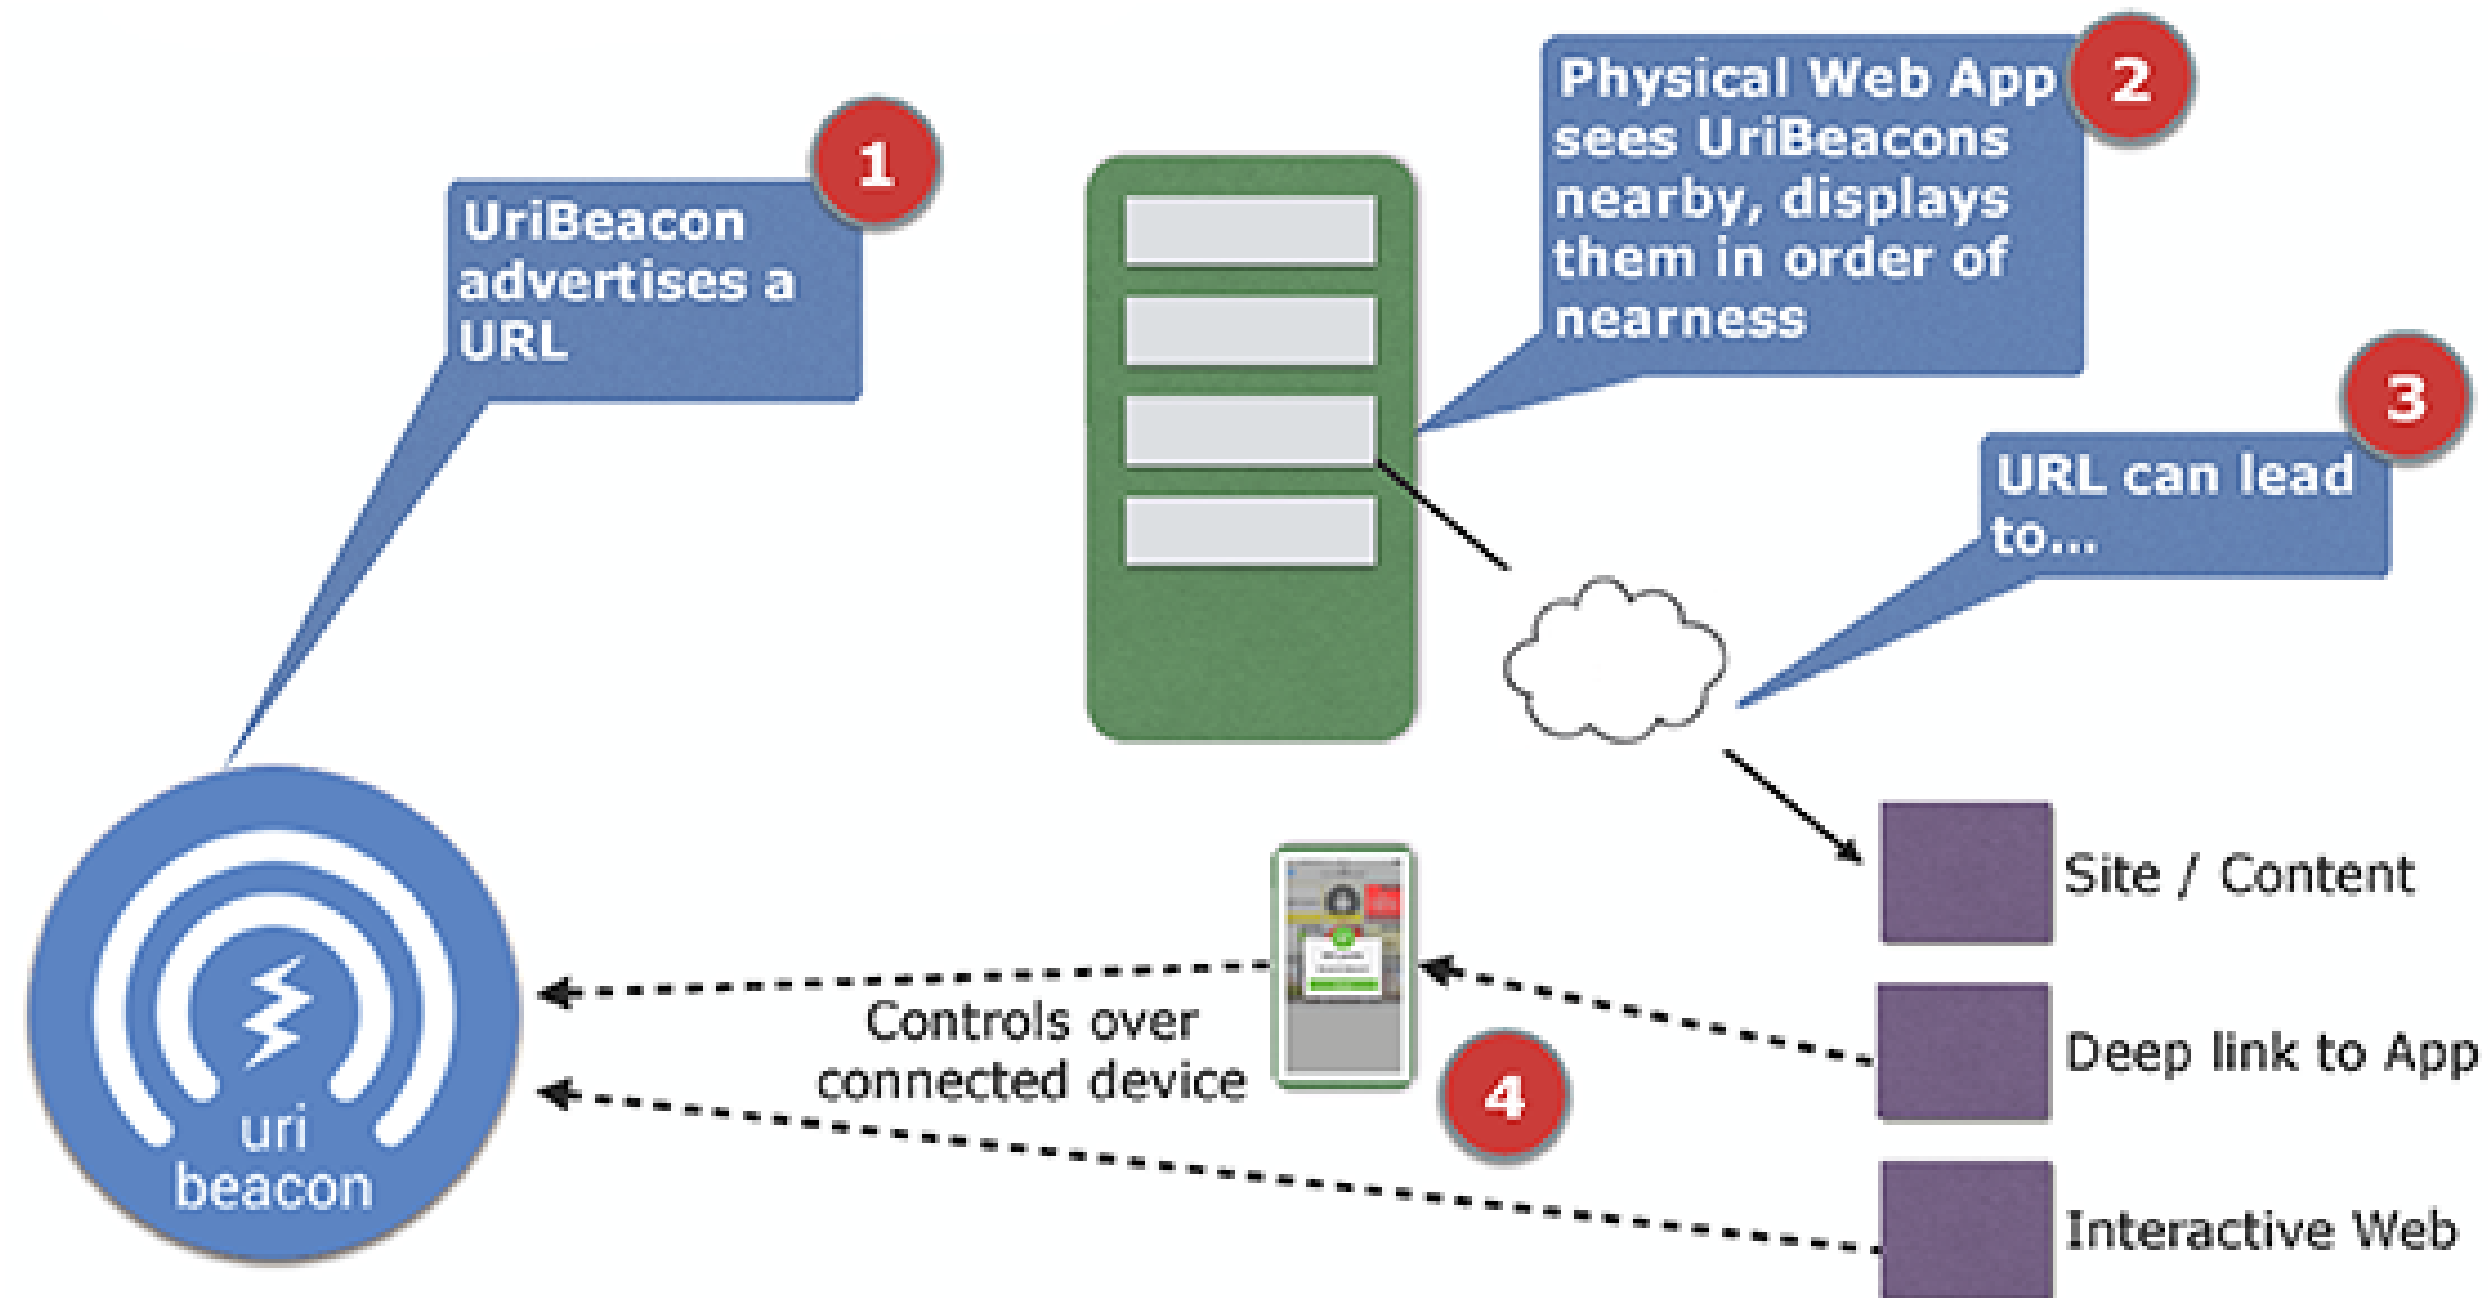 1
UriBeacon
advertises a
URL
2
Physical Web App
sees UriBeacons
nearby, displays
them in order of
nearness
3
URL can lead
to...
Site / Content
Deep link to App
Interactive Web
4
Controls over
connected device
uri
beacon